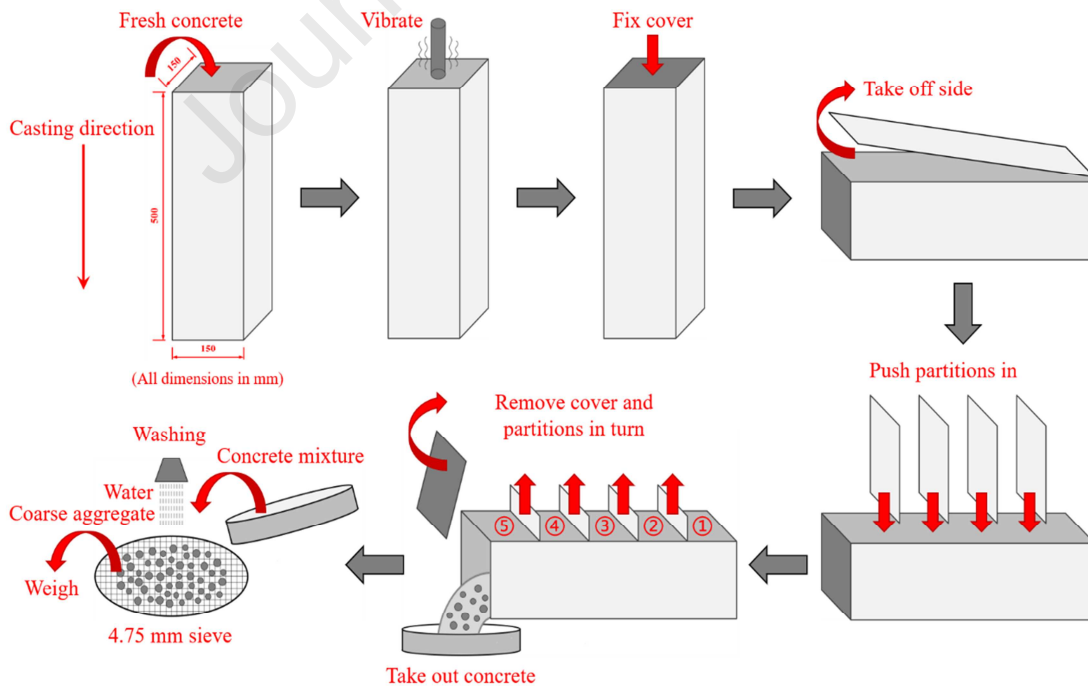 Fresh concrete
Vibrate
Fix cover
Jour
150
Take off side
Casting direction
500
150
(All dimensions in mm)
Push partitions in
Remove cover and
partitions in turn
Washing
Concrete mixture
Water
Coarse aggregate
⑤ ④ ③ ② ①
Weigh
4.75 mm sieve
Take out concrete